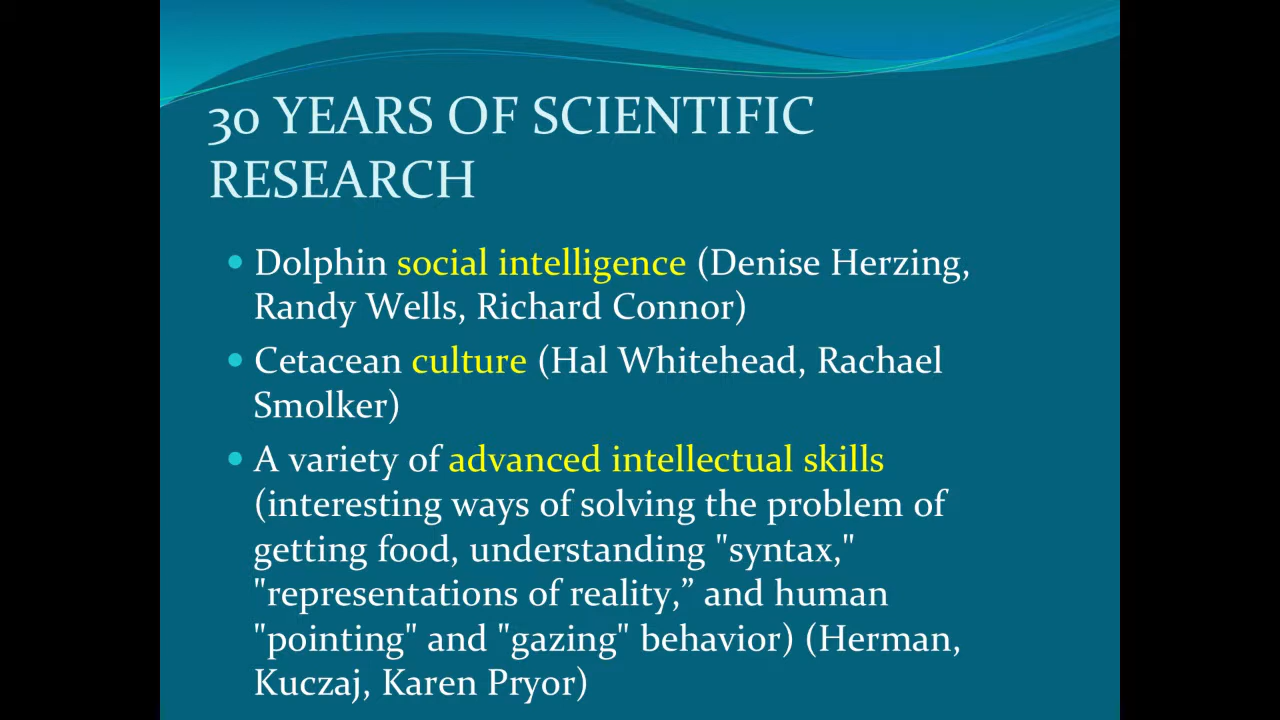 30 YEARS OF SCIENTIFIC
RESEARCH
• Dolphin social intelligence (Denise Herzing,
Randy Wells, Richard Connor)
• Cetacean culture (Hal Whitehead, Rachael
Smolker)
• A variety of advanced intellectual skills
(interesting ways of solving the problem of
getting food, understanding "syntax,"
"representations of reality,” and human
"pointing" and "gazing" behavior) (Herman,
Kuczaj, Karen Pryor)